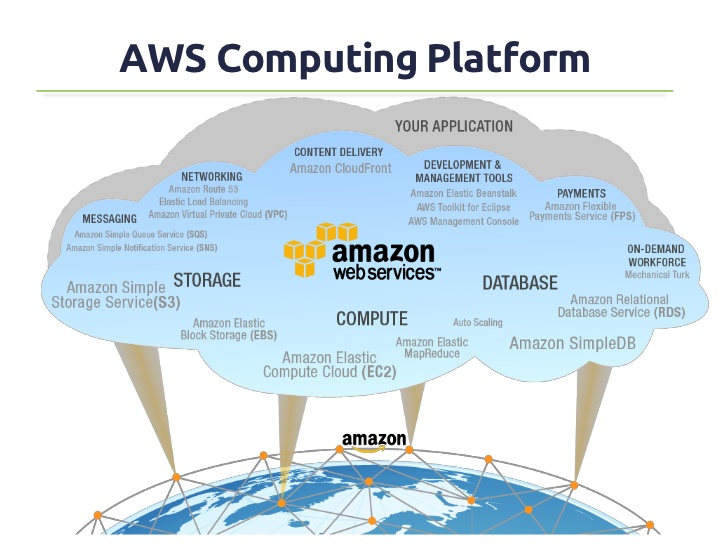 AWS Computing Platform
YOUR APPLICATION
CONTENT DELIVERY
Amazon CloudFront
DEVELOPMENT &
MANAGEMENT TOOLS
Amazon Elastic Beanstalk
AWS Toolkit for Eclipse
AWS Management Console
NETWORKING
Amazon Route 53
Elastic Load Balancing
Amazon Virtual Private Cloud (VPC)
PAYMENTS
Amazon Flexible
Payments Service (FPS)
MESSAGING
Amazon Simple Queue Service (SQS)
Amazon Simple Notification Service (SNS)
amazon
webservices™
ON-DEMAND
WORKFORCE
Mechanical Turk
STORAGE
Amazon Simple
Storage Service(S3)
Amazon Elastic
Block Storage (EBS)
COMPUTE
Auto Scaling
Amazon Elastic
MapReduce
Amazon Elastic
Compute Cloud (EC2)
DATABASE
Amazon Relational
Database Service (RDS)
Amazon SimpleDB
amazon